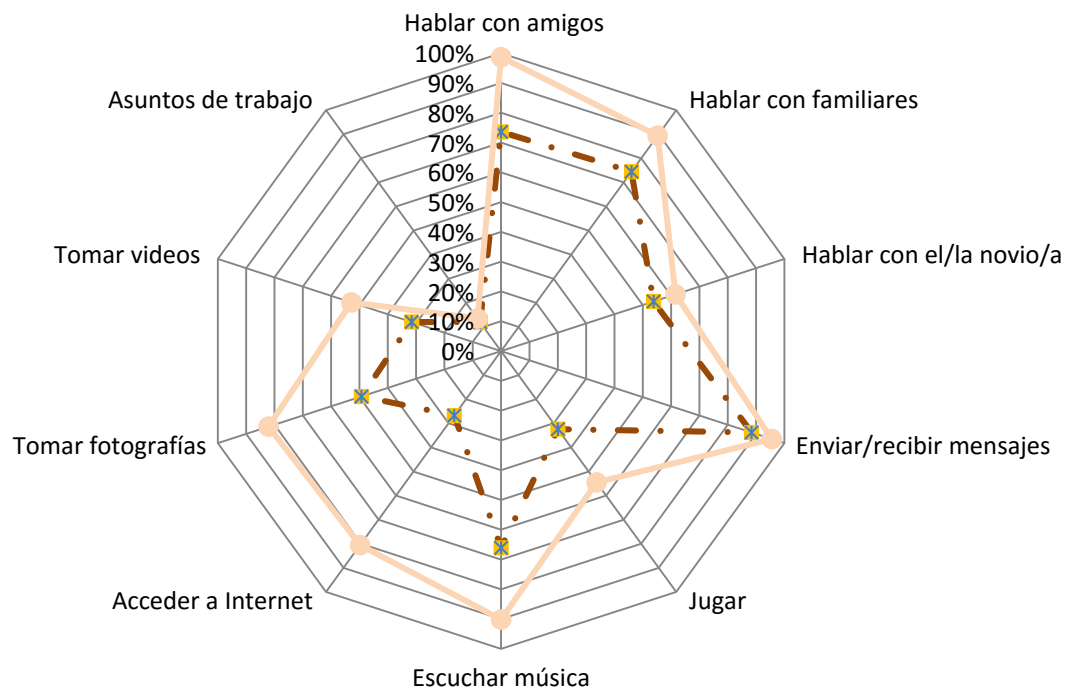 Hablar con amigos
100%
90%
80%
70%
60%
50%
40%
30%
20%
10%
0%
Hablar con familiares
Hablar con el/la novio/a
Enviar/recibir mensajes
Jugar
Escuchar música
Acceder a Internet
Tomar fotografías
Tomar videos
Asuntos de trabajo